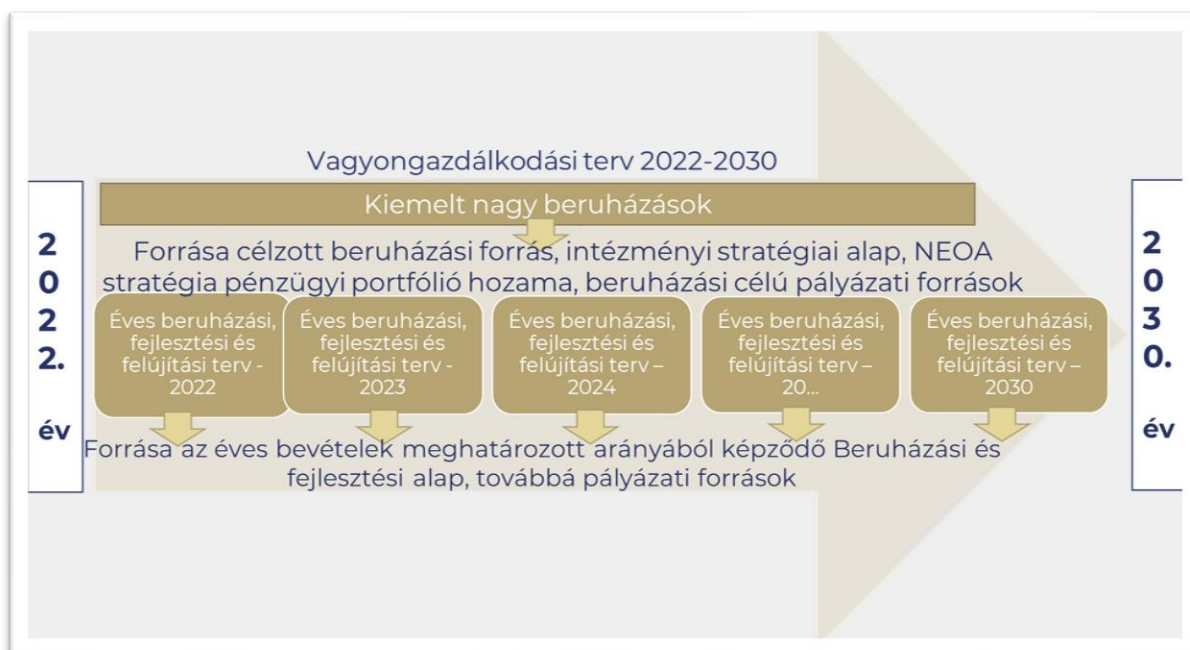 Vagyongazdálkodási terv 2022-2030
Kiemelt nagy beruházások
2
0
2
2.
év
Forrása célzott beruházási forrás, intézményi stratégiai alap, NEOA
stratégia pénzügyi portfólió hozama, beruházási célú pályázati források
Éves beruházási,
fejlesztési és
felújítási terv -
2022
Éves beruházási,
fejlesztési és
felújítási terv -
2023
Éves beruházási,
fejlesztési és
felújítási terv –
2024
Éves beruházási,
fejlesztési és
felújítási terv –
20...
Éves beruházási,
fejlesztési és
felújítási terv –
2030
Forrása az éves bevételek meghatározott arányából képződő Beruházási és
fejlesztési alap, továbbá pályázati források
2
0
3
0.
év